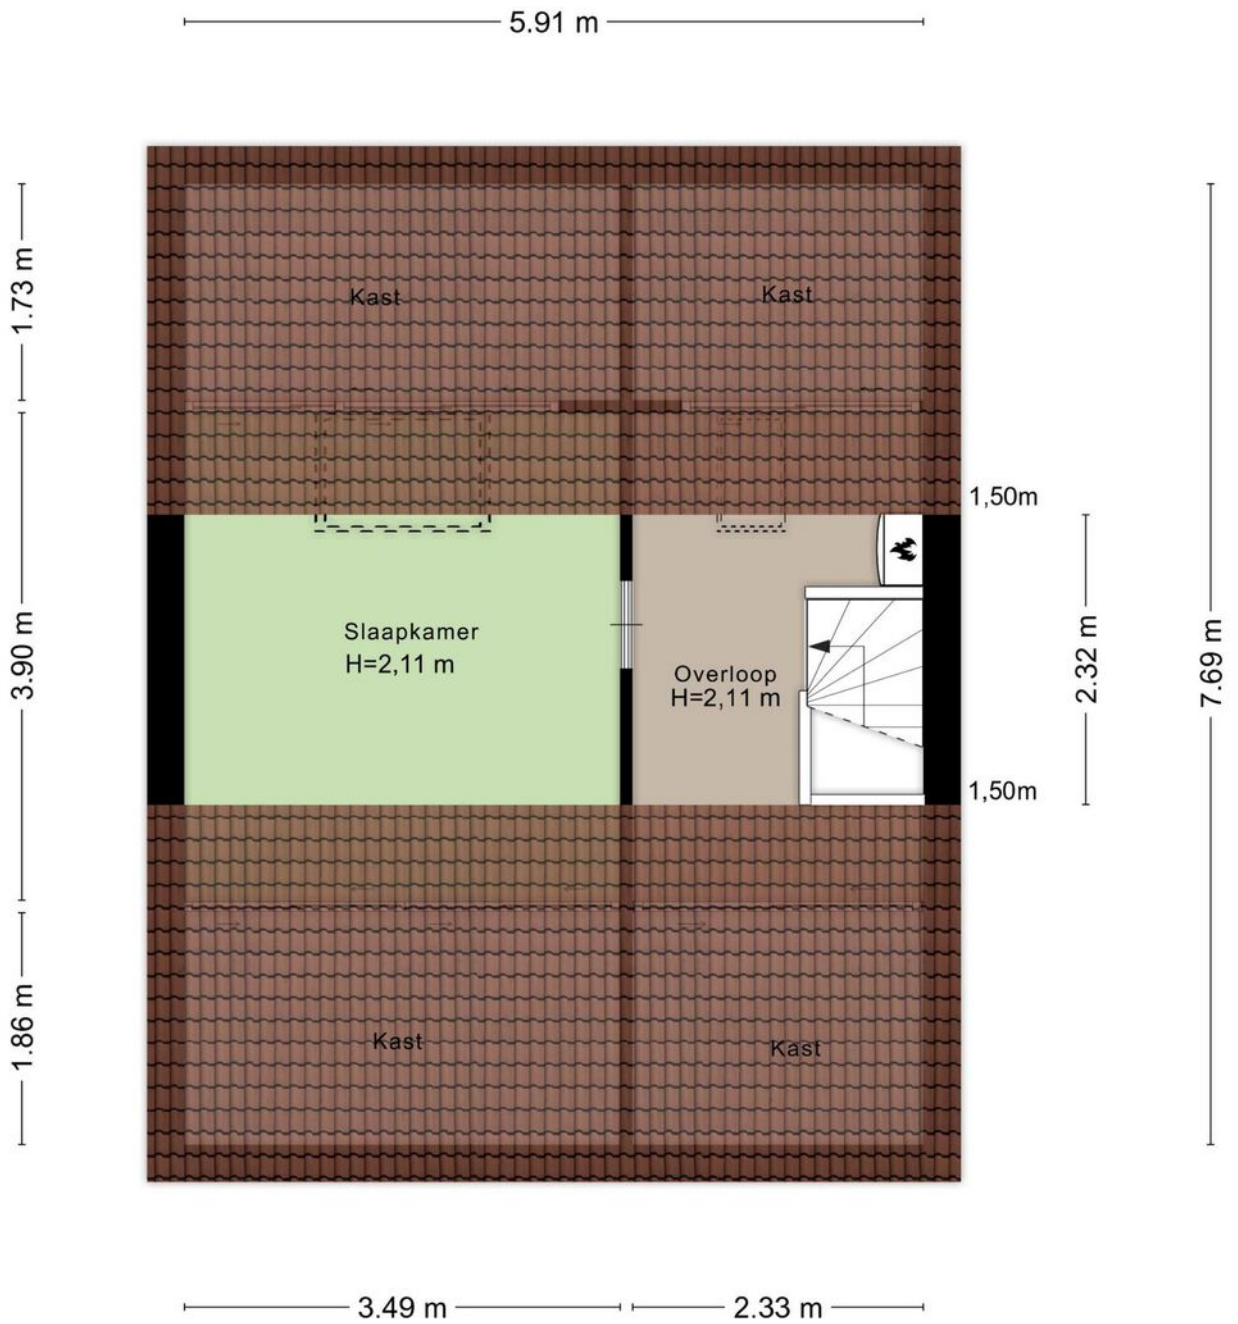 5.91 m
1.73 m
Kast
Kast
1,50m
3.90 m
Slaapkamer
H=2,11 m
Overloop
H=2,11 m
2.32 m
7.69 m
1,50m
1.86 m
Kast
Kast
3.49 m
2.33 m